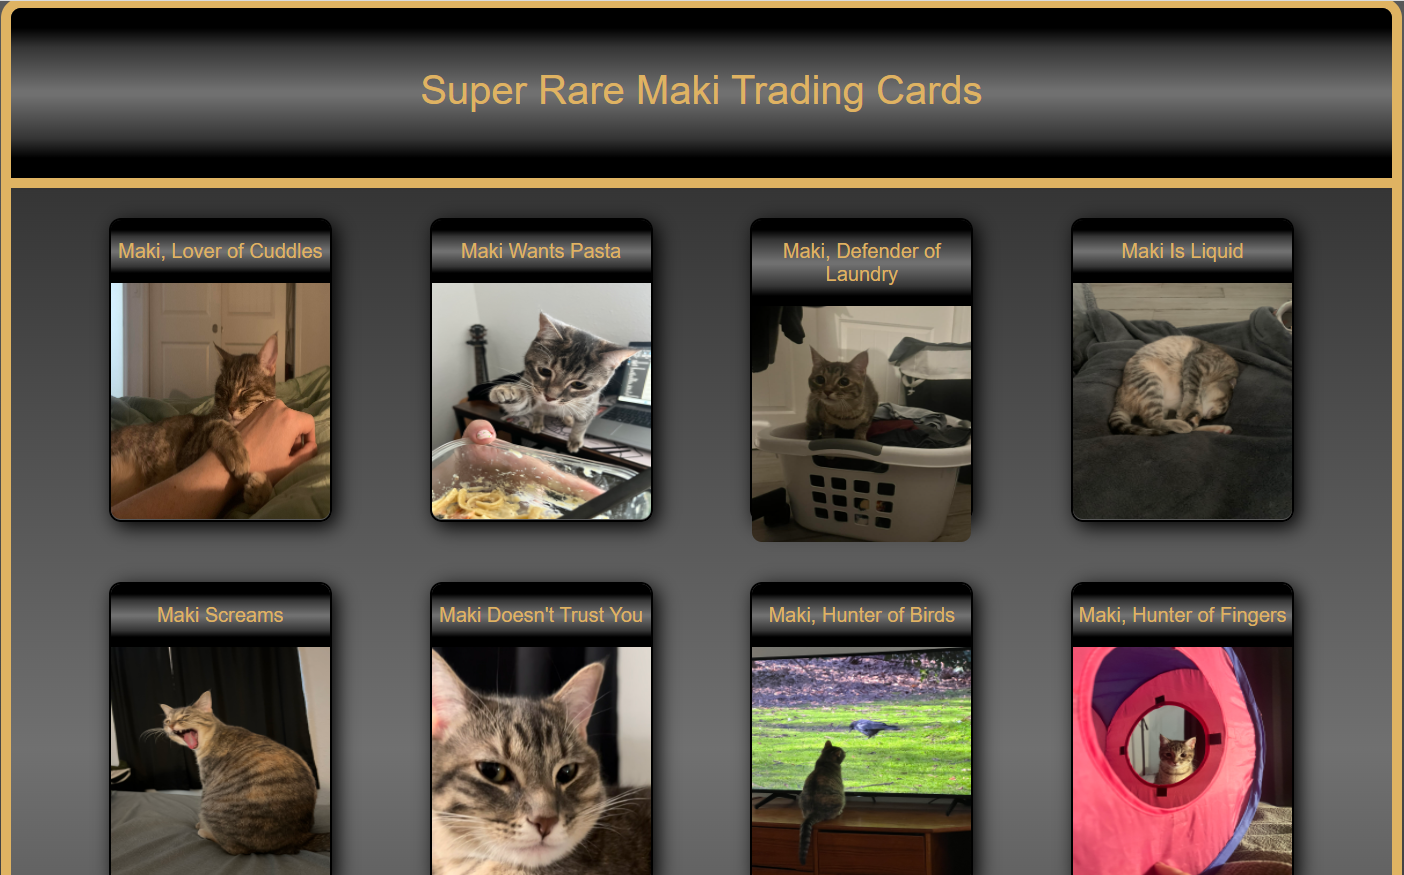 Super Rare Maki Trading Cards
Maki, Lover of Cuddles
Maki Wants Pasta
Maki, Defender of
Laundry
Maki Is Liquid
Maki Screams
Maki Doesn't Trust You
Maki, Hunter of Birds
Maki, Hunter of Fingers